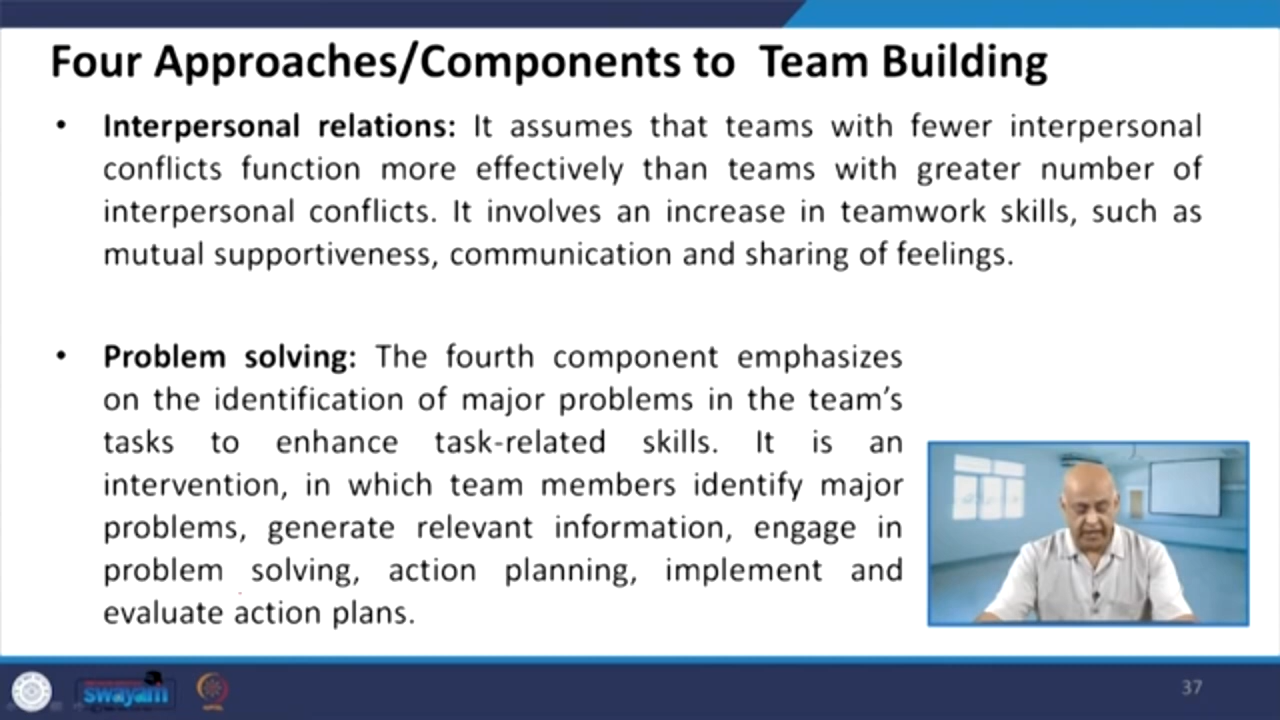 Four Approaches/Components to Team Building
• Interpersonal relations: It assumes that teams with fewer interpersonal
conflicts function more effectively than teams with greater number of
interpersonal conflicts. It involves an increase in teamwork skills, such as
mutual supportiveness, communication and sharing of feelings.
• Problem solving: The fourth component emphasizes
on the identification of major problems in the team’s
tasks to enhance task-related skills. It is an
intervention, in which team members identify major
problems, generate relevant information, engage in
problem solving, action planning, implement and
evaluate action plans.
swayam
37